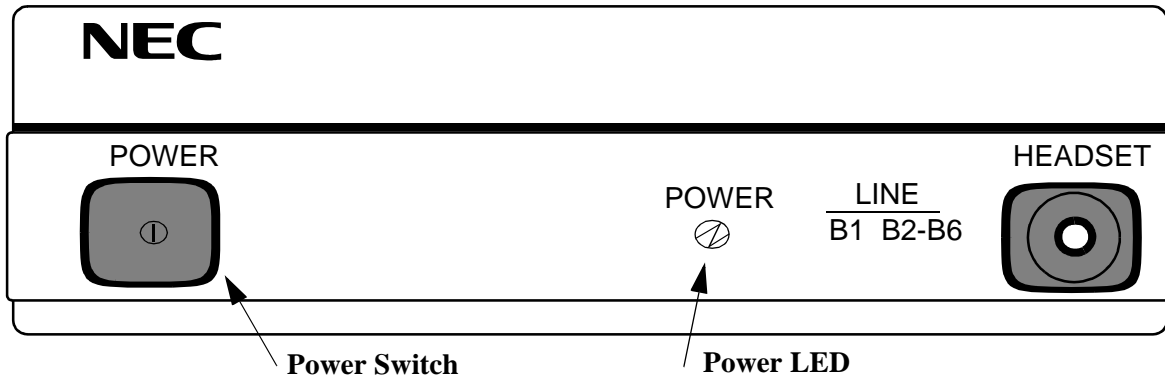 NEC
POWER
HEADSET
POWER
LINE
B1 B2-B6
Power Switch
Power LED